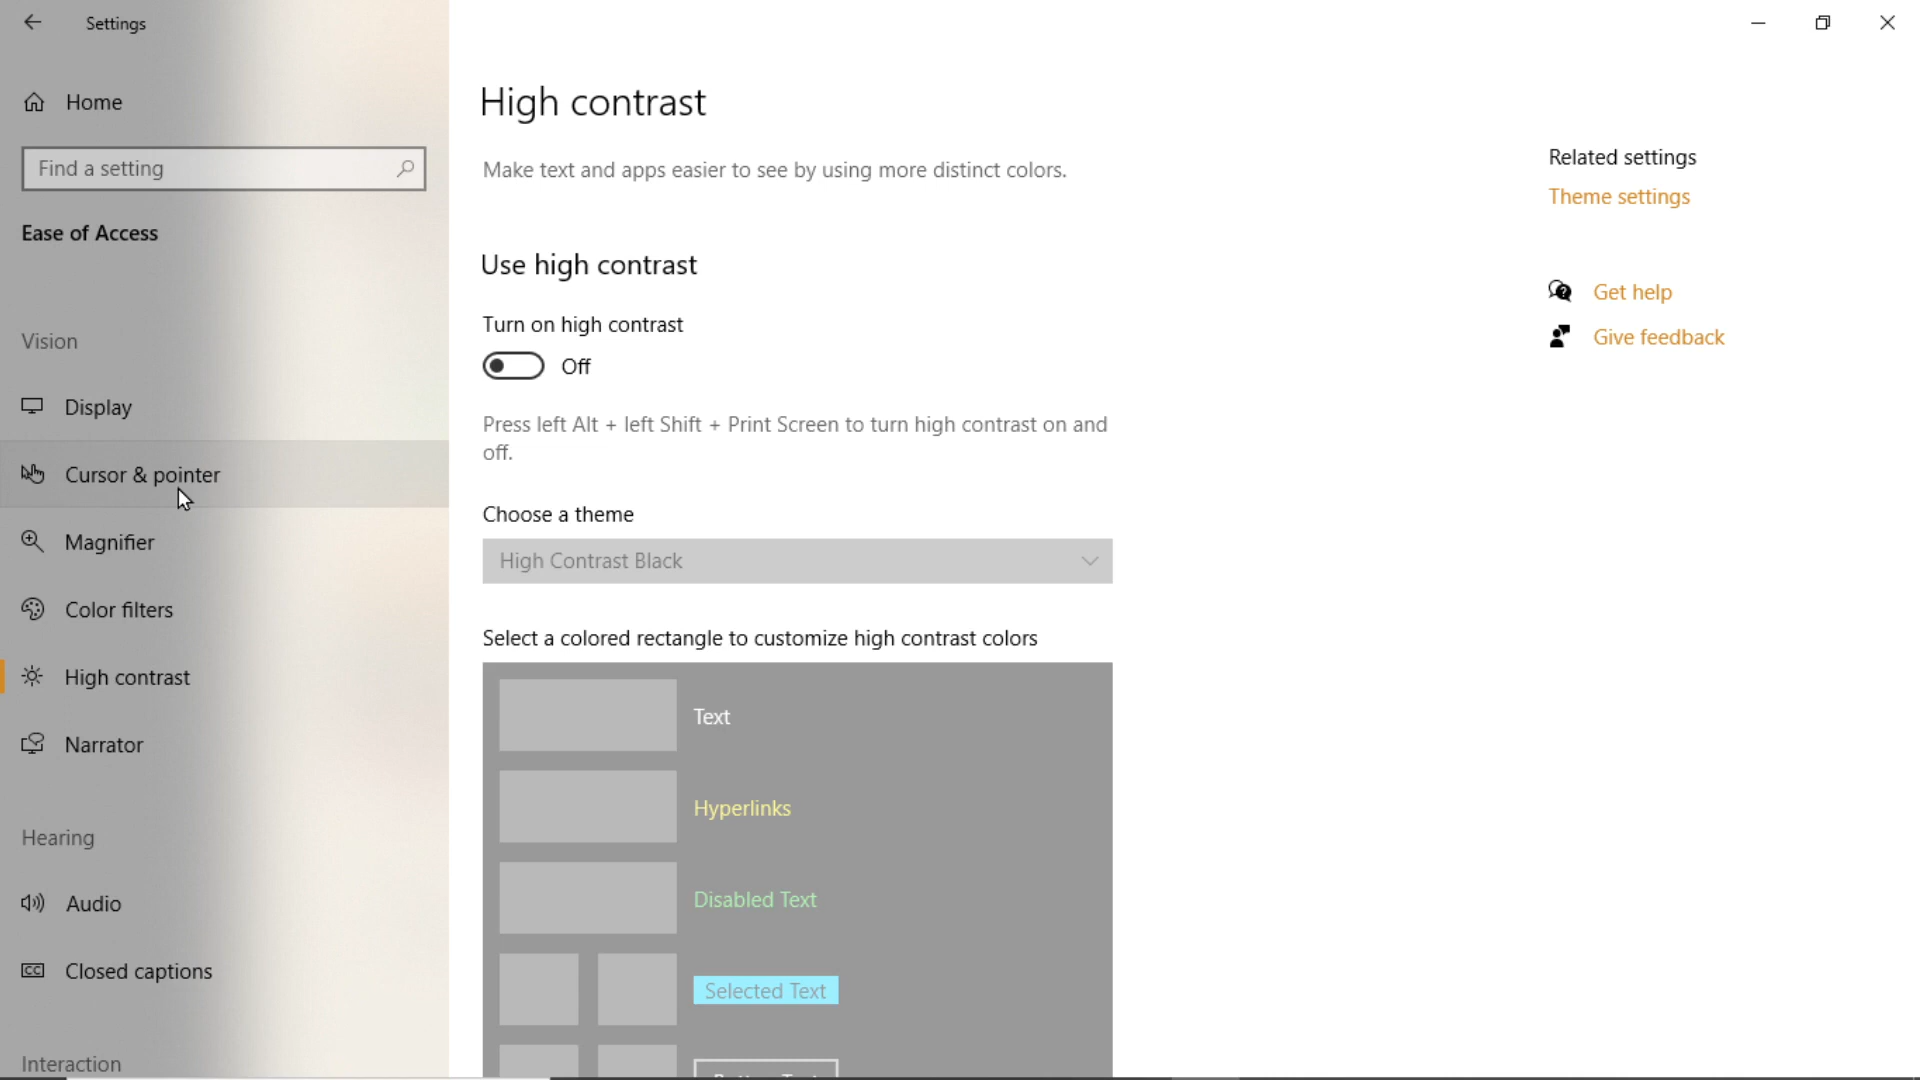 Settings
Home
Find a setting
Ease of Access
Vision
Display
Cursor & pointer
Magnifier
Color filters
High contrast
Narrator
Hearing
Audio
CC Closed captions
Interaction
High contrast
Make text and apps easier to see by using more distinct colors.
Use high contrast
Turn on high contrast
Off
Press left Alt + left Shift + Print Screen to turn high contrast on and
off.
Choose a theme
High Contrast Black
Select a colored rectangle to customize high contrast colors
Text
Hyperlinks
Disabled Text
Selected Text
Related settings
Theme settings
Get help
Give feedback